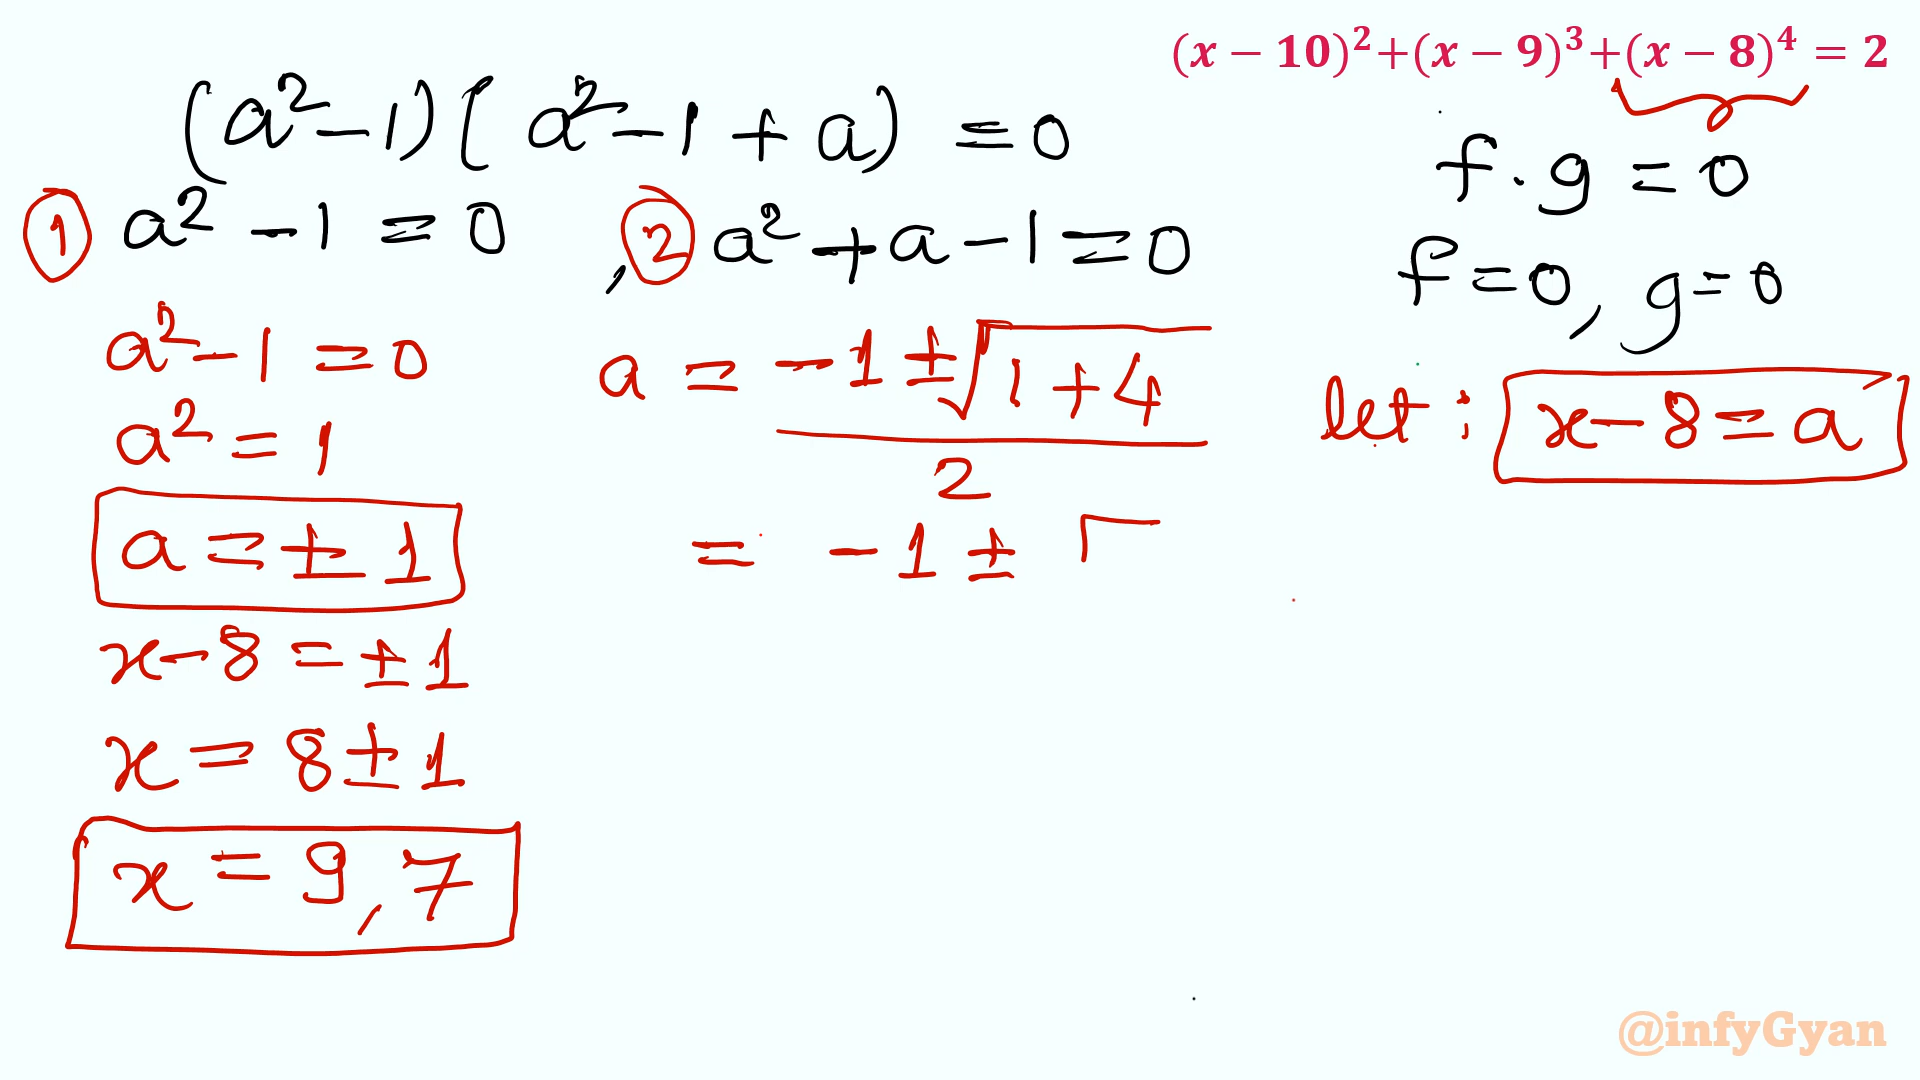 (x − 10)²+(x − 9)³+(x − 8)⁴ = 2
(a² − 1) [ a² − 1 + a) = 0
f . g = 0
① a² − 1 = 0 , ② a² + a − 1 = 0
f = 0, g = 0
a² − 1 = 0
a = −1 ± √1 + 4
2
let : x − 8 = a
a² = 1
= −1 ± √
a = ± 1
x − 8 = ± 1
x = 8 ± 1
x = 9, 7
@infyGyan